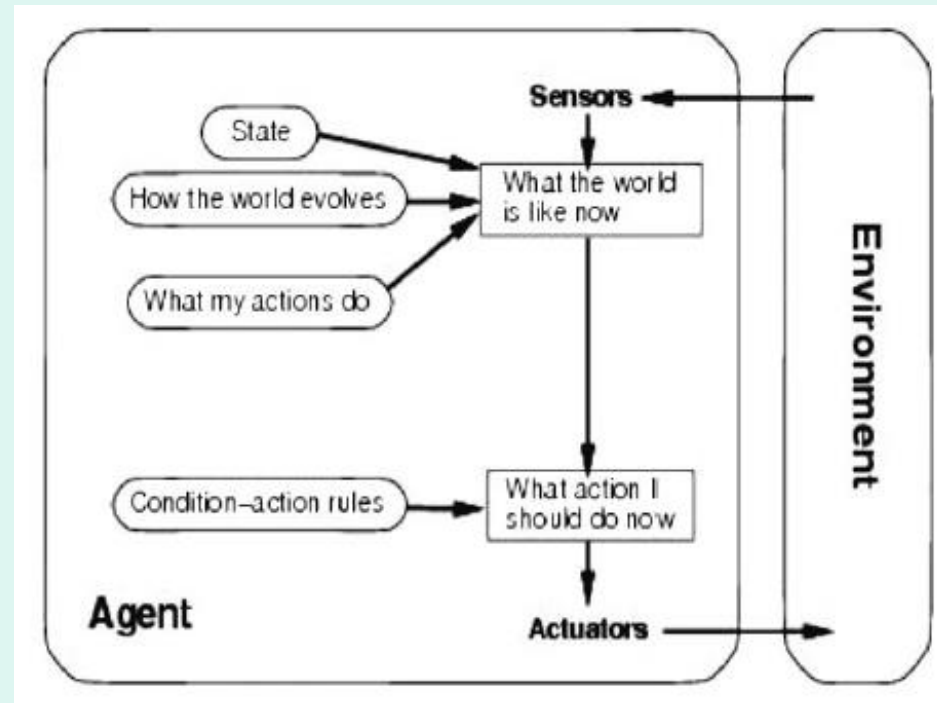 Sensors
State
What the world
is like now
How the world evolves
What my actions do
Environment
Condition–action rules
What action I
should do now
Agent
Actuators